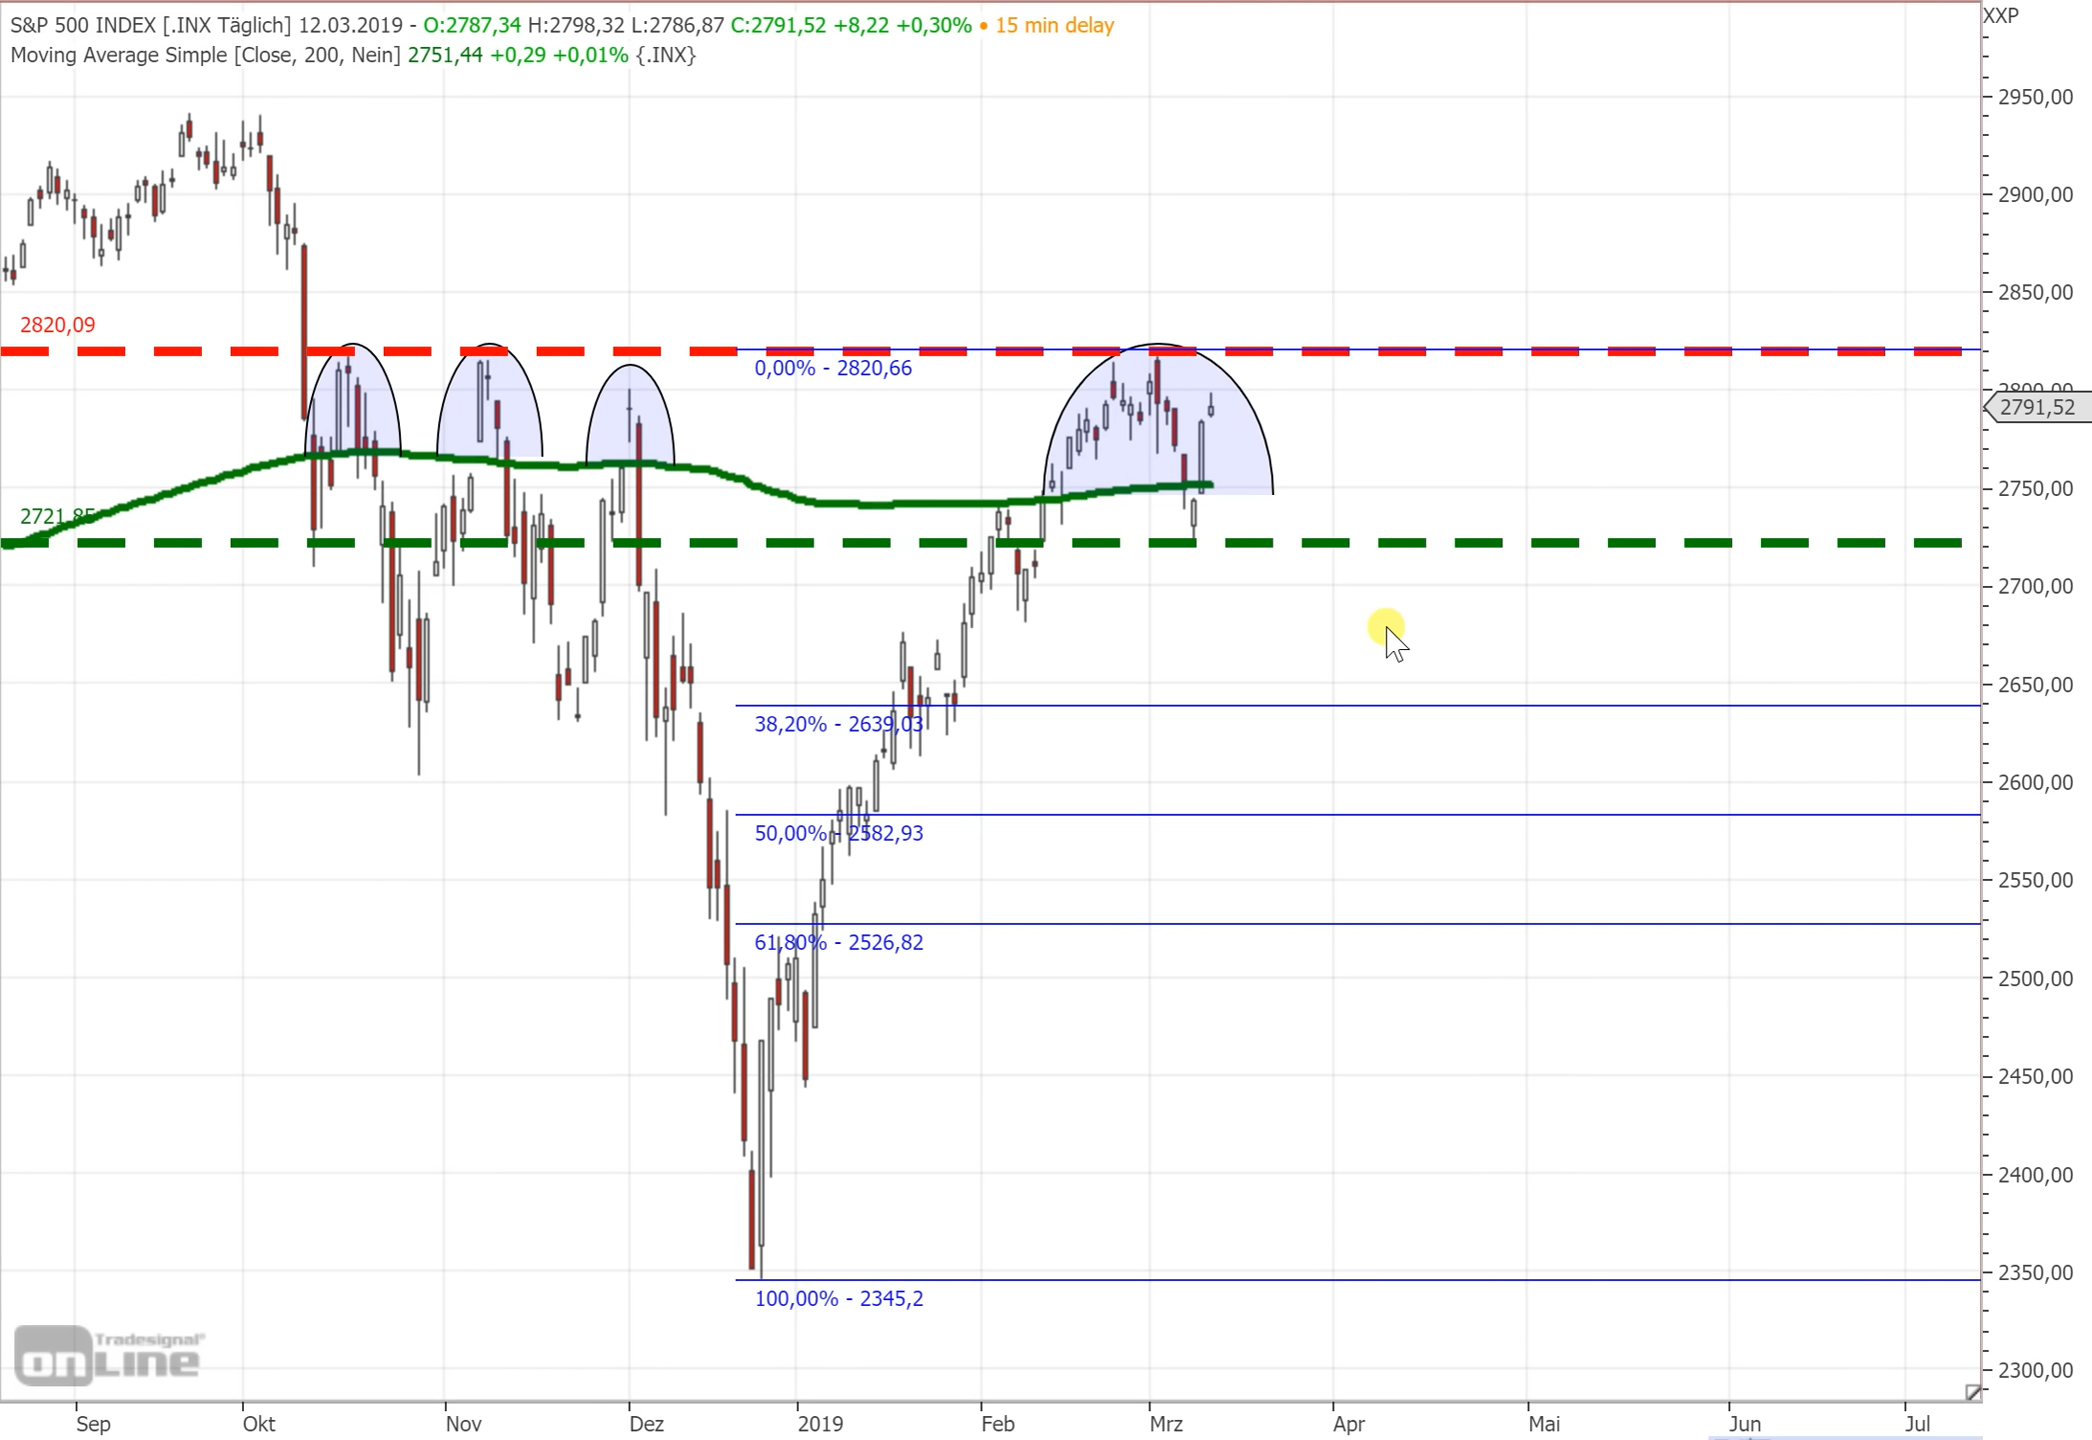 S&P 500 INDEX [.INX Täglich] 12.03.2019 - O:2787,34 H:2798,32 L:2786,87 C:2791,52 +8,22 +0,30% • 15 min delay
Moving Average Simple [Close, 200, Nein] 2751,44 +0,29 +0,01% {.INX}
XXP
2950,00
2900,00
2850,00
2820,09
0,00% - 2820,66
2800,00
2791,52
2750,00
2721,85
2700,00
2650,00
38,20% - 2639,03
2600,00
50,00% - 2582,93
2550,00
61,80% - 2526,82
2500,00
2450,00
2400,00
2350,00
100,00% - 2345,2
Tradesignal®
onLINE
2300,00
Sep Okt Nov Dez 2019 Feb Mrz Apr Mai Jun Jul